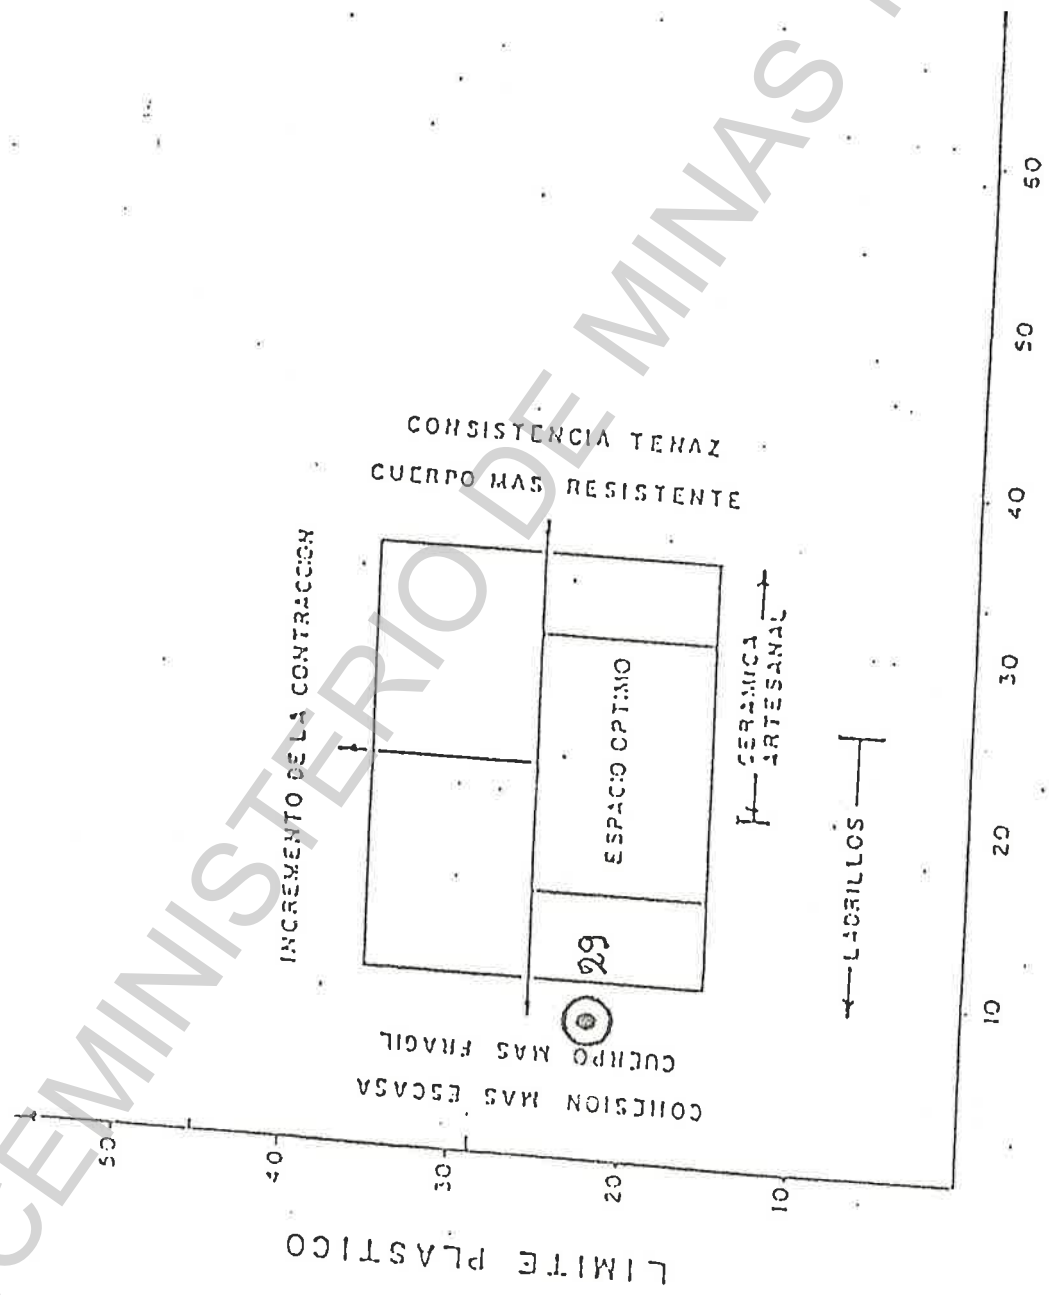 INCREMENTO DE LA CONTRACCION
CONSISTENCIA TENAZ
CUERPO MAS RESISTENTE
ESPACIO OPTIMO
29
CUERPO MAS FRAGIL
COHESION MAS ESCASA
CERAMICA
ARTESANAL
LADRILLOS
LIMITE PLASTICO
50
40
30
20
10
10
20
30
40
50
50
CEMINISTERIO DE MINAS